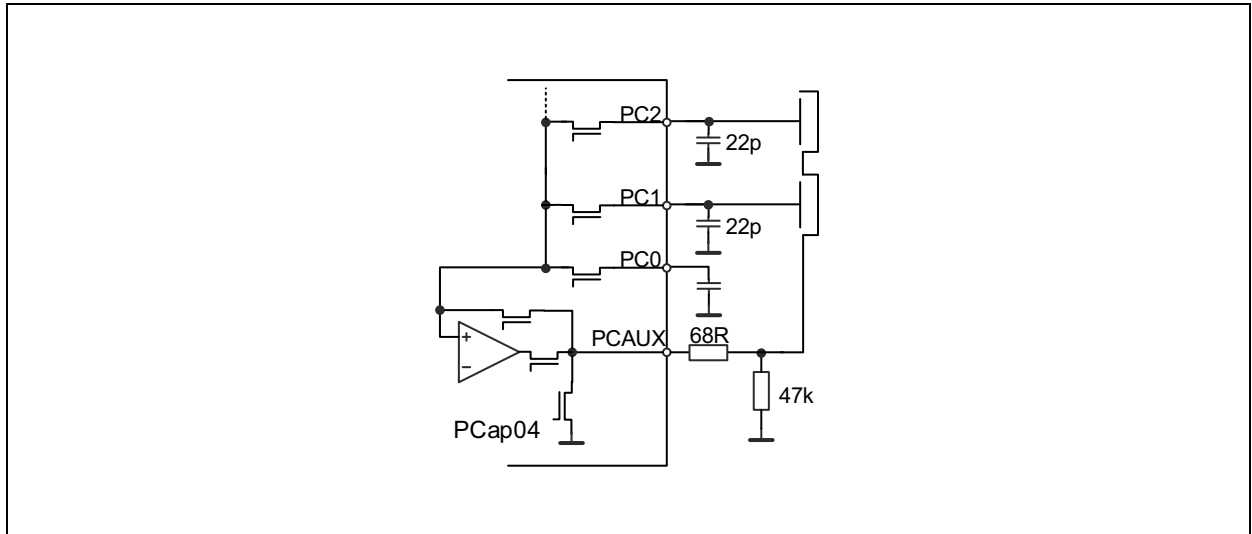 PC2
22p
PC1
22p
PC0
PCAUX
68R
+
-
47k
PCap04